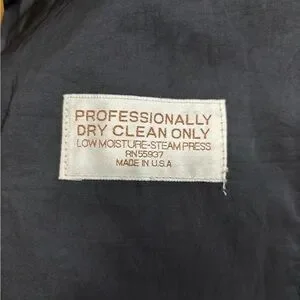 PROFESSIONALLY
DRY CLEAN ONLY
LOW MOISTURE-STEAM PRESS
RN55937
MADE IN U.S.A